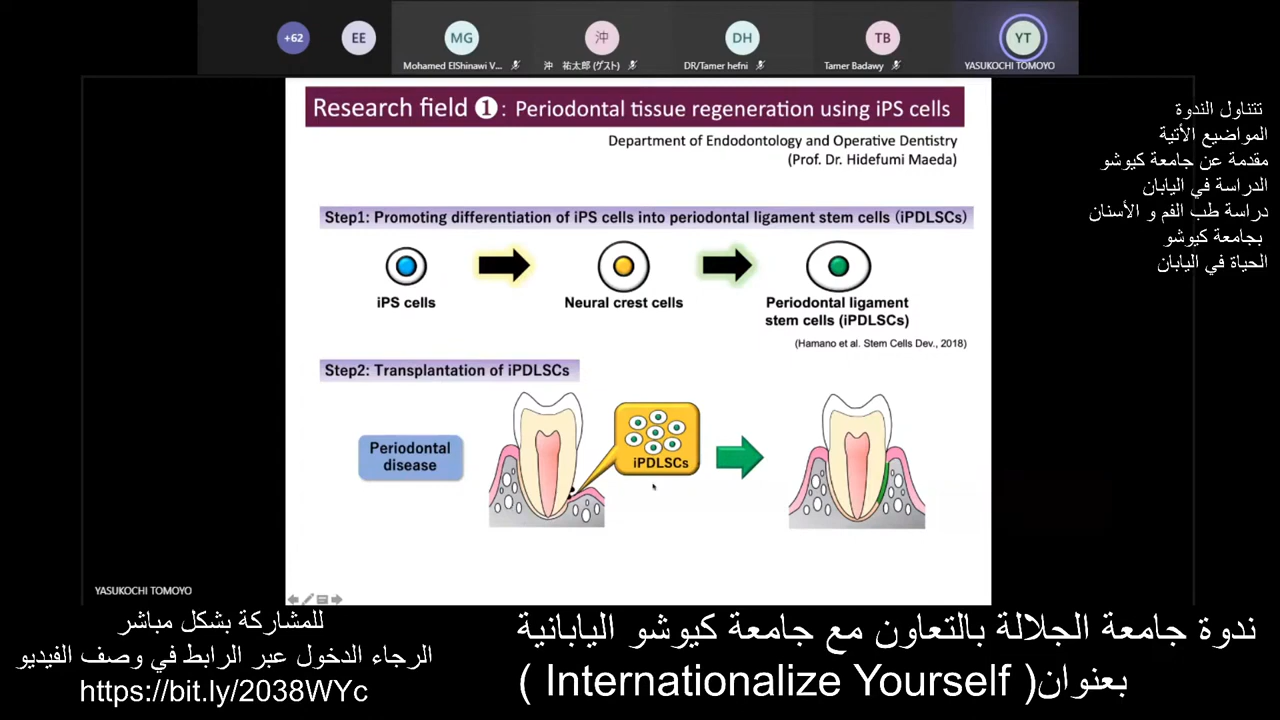 +62
EE
MG
沖
DH
TB
YT
Mohamed ElShinawi V...
沖 祐太郎 (ゲスト)
DR/Tamer hefni
Tamer Badawy
YASUKOCHI TOMOYO
Research field ❶: Periodontal tissue regeneration using iPS cells
Department of Endodontology and Operative Dentistry
(Prof. Dr. Hidefumi Maeda)
Step1: Promoting differentiation of iPS cells into periodontal ligament stem cells (iPDLSCs)
iPS cells
Neural crest cells
Periodontal ligament
stem cells (iPDLSCs)
(Hamano et al. Stem Cells Dev., 2018)
Step2: Transplantation of iPDLSCs
Periodontal
disease
iPDLSCs
YASUKOCHI TOMOYO
تتناول الندوة
المواضيع الأتية
مقدمة عن جامعة كيوشو
الدراسة في اليابان
دراسة طب الفم و الأسنان
بجامعة كيوشو
الحياة في اليابان
للمشاركة بشكل مباشر
الرجاء الدخول عبر الرابط في وصف الفيديو
https://bit.ly/2038WYc
ندوة جامعة الجلالة بالتعاون مع جامعة كيوشو اليابانية
بعنوان( Internationalize Yourself )